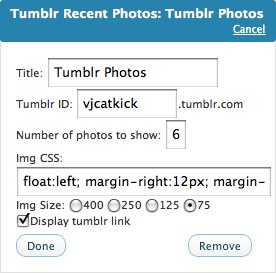 Tumblr Recent Photos: Tumblr Photos
Cancel
Title: Tumblr Photos
Tumblr ID: vjcatkick .tumblr.com
Number of photos to show: 6
Img CSS:
float:left; margin-right:12px; margin-
Img Size: 400 250 125 75
Display tumblr link
Done Remove